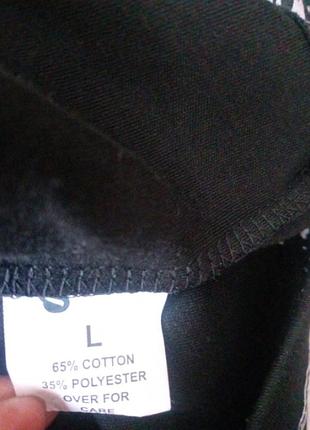 L
65% COTTON
35% POLYESTER
OVER FOR
CARE